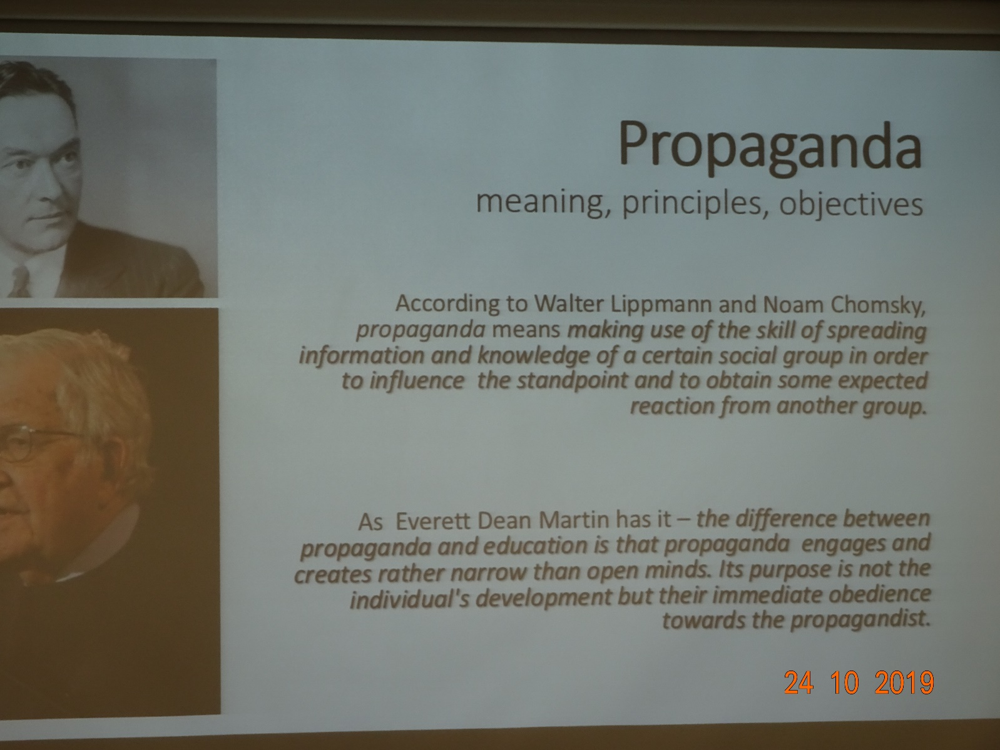 Propaganda
meaning, principles, objectives
According to Walter Lippmann and Noam Chomsky,
propaganda means making use of the skill of spreading
information and knowledge of a certain social group in order
to influence the standpoint and to obtain some expected
reaction from another group.
As Everett Dean Martin has it – the difference between
propaganda and education is that propaganda engages and
creates rather narrow than open minds. Its purpose is not the
individual's development but their immediate obedience
towards the propagandist.
24 10 2019